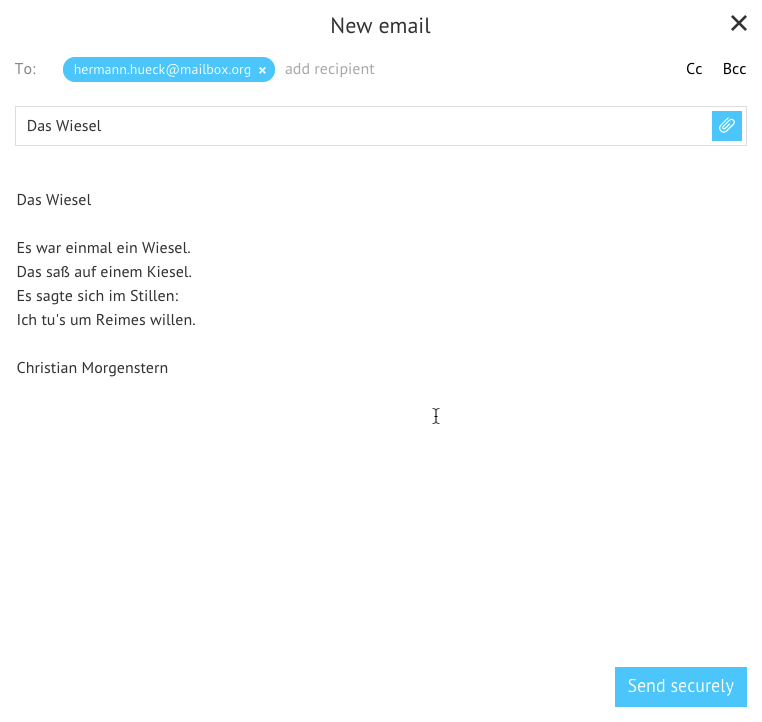 New email
To: hermann.hueck@mailbox.org × add recipient Cc Bcc
Das Wiesel
Das Wiesel
Es war einmal ein Wiesel.
Das saß auf einem Kiesel.
Es sagte sich im Stillen:
Ich tu's um Reimes willen.
Christian Morgenstern
Send securely